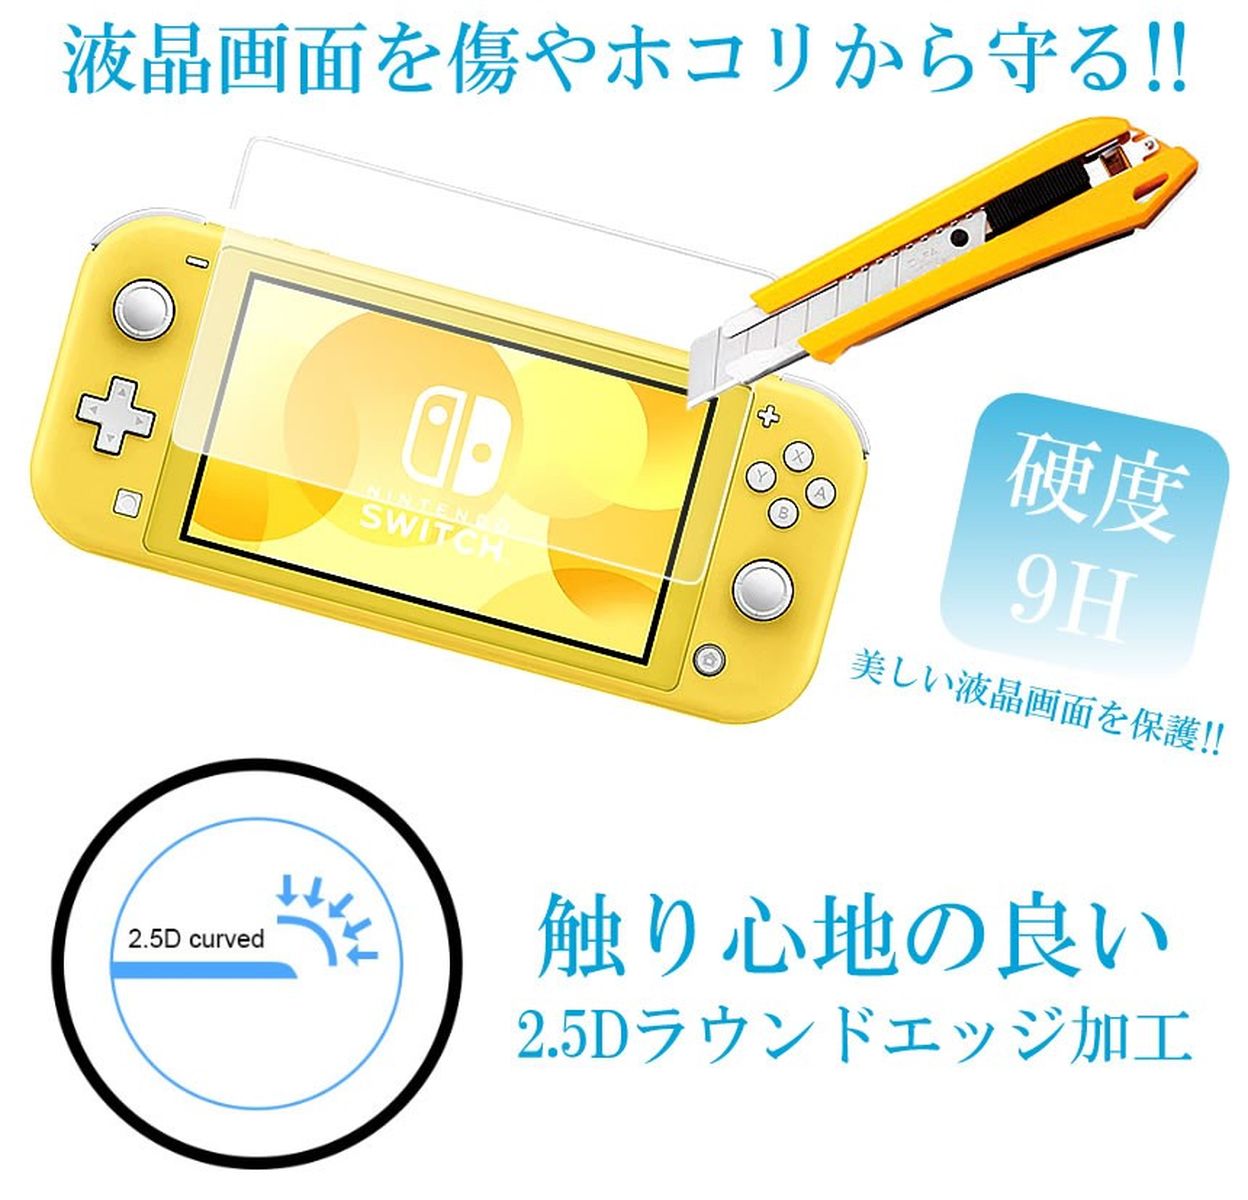 液晶画面を傷やホコリから守る!!
NINTENDO
SWITCH
X
Y
A
B
硬度
9H
美しい液晶画面を保護!!
2.5D curved
触り心地の良い
2.5Dラウンドエッジ加工